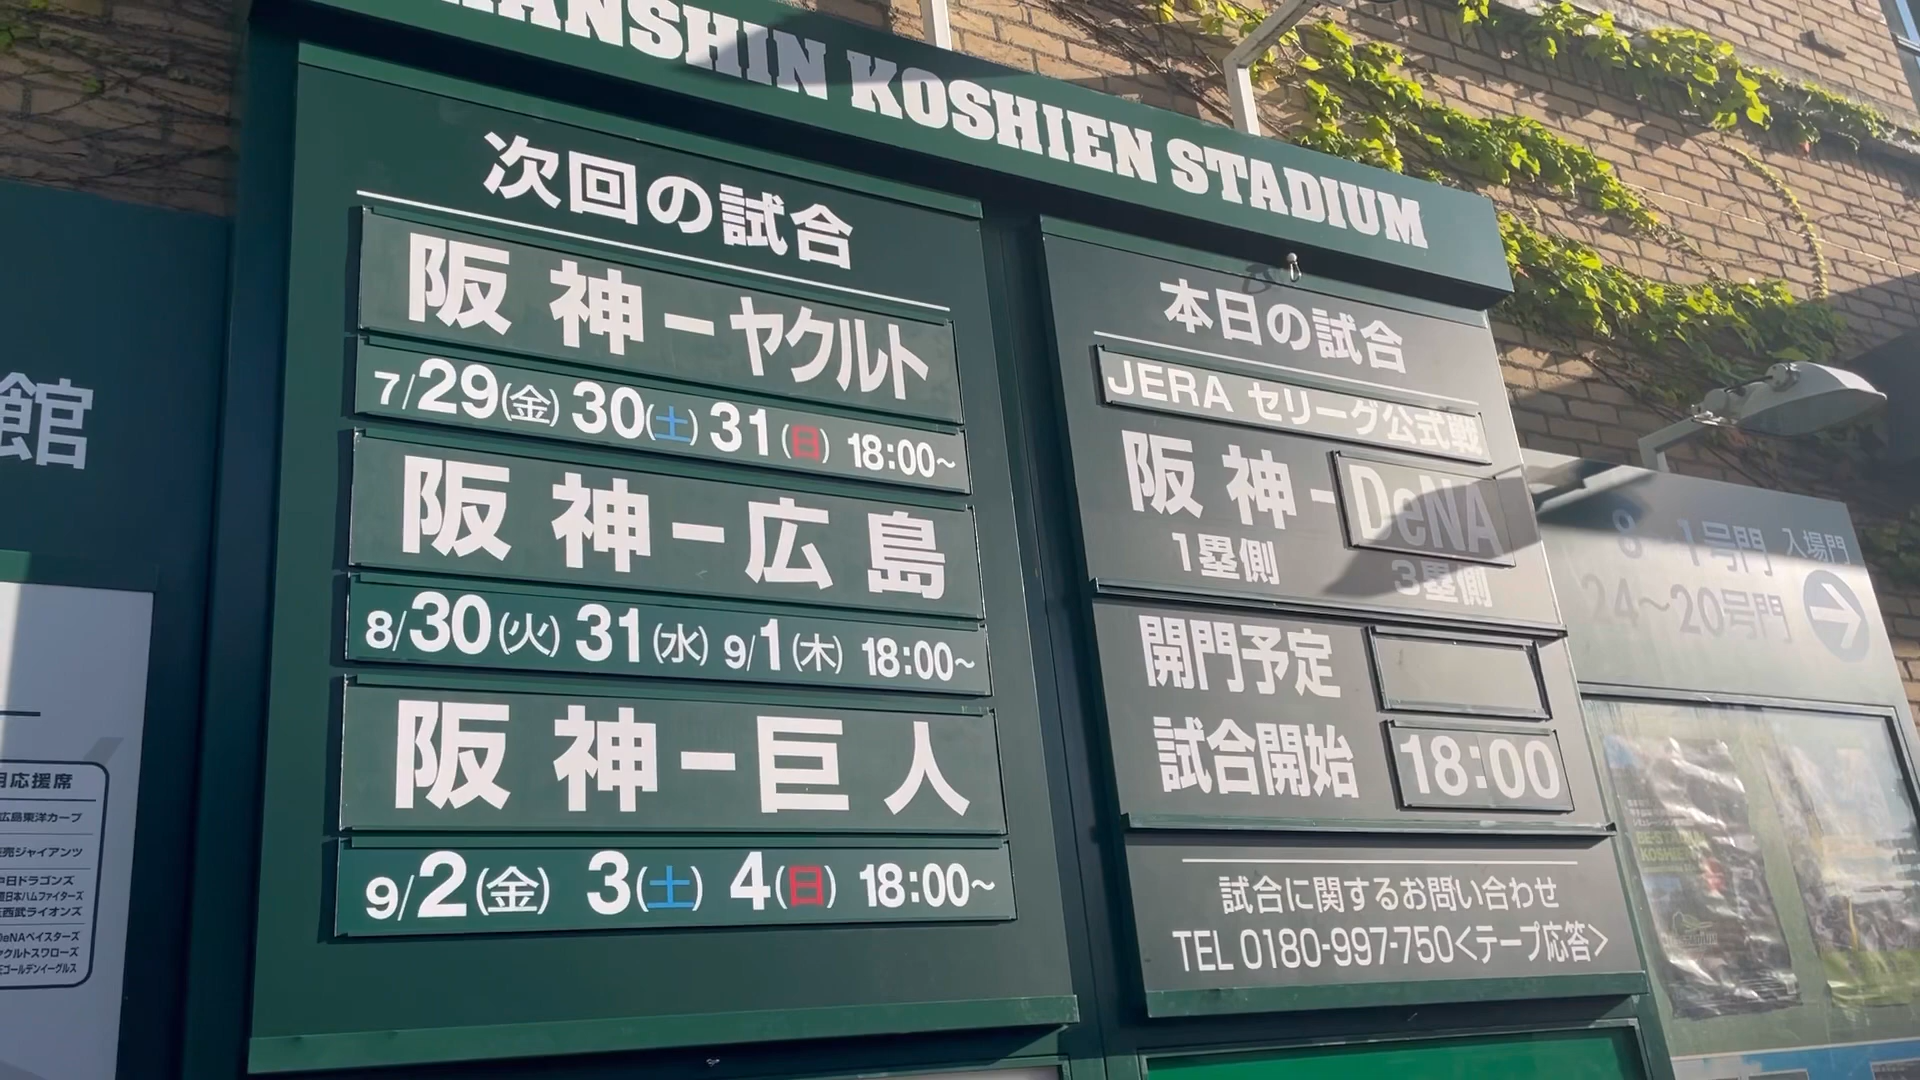 HANSHIN KOSHIEN STADIUM
次回の試合
阪神-ヤクルト
7/29(金) 30(土) 31(日) 18:00~
阪神-広島
8/30(火) 31(水) 9/1(木) 18:00~
阪神-巨人
9/2(金) 3(土) 4(日) 18:00~
本日の試合
JERA セリーグ公式戦
阪神-DeNA
1塁側 3塁側
開門予定
試合開始 18:00
試合に関するお問い合わせ
TEL 0180-997-750<テープ応答>
8 1号門 入場門
24~20号門
館
応援席
広島東洋カープ
売ジャイアンツ
中日ドラゴンズ
日本ハムファイターズ
西武ライオンズ
DeNAベイスターズ
ヤクルトスワローズ
ゴールデンイーグルス